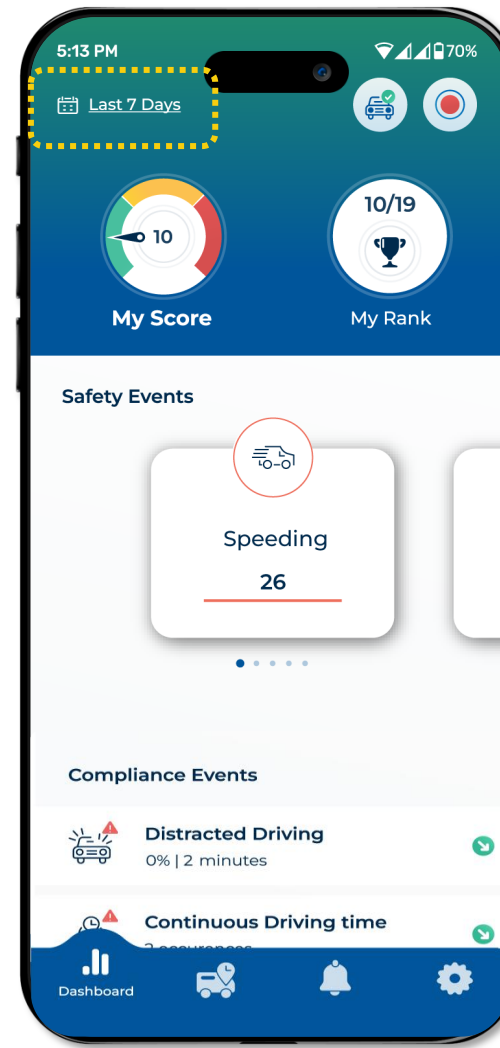 5:13 PM
70%
Last 7 Days
10
10/19
My Score
My Rank
Safety Events
Speeding
26
Compliance Events
Distracted Driving
0% | 2 minutes
Continuous Driving time
Dashboard